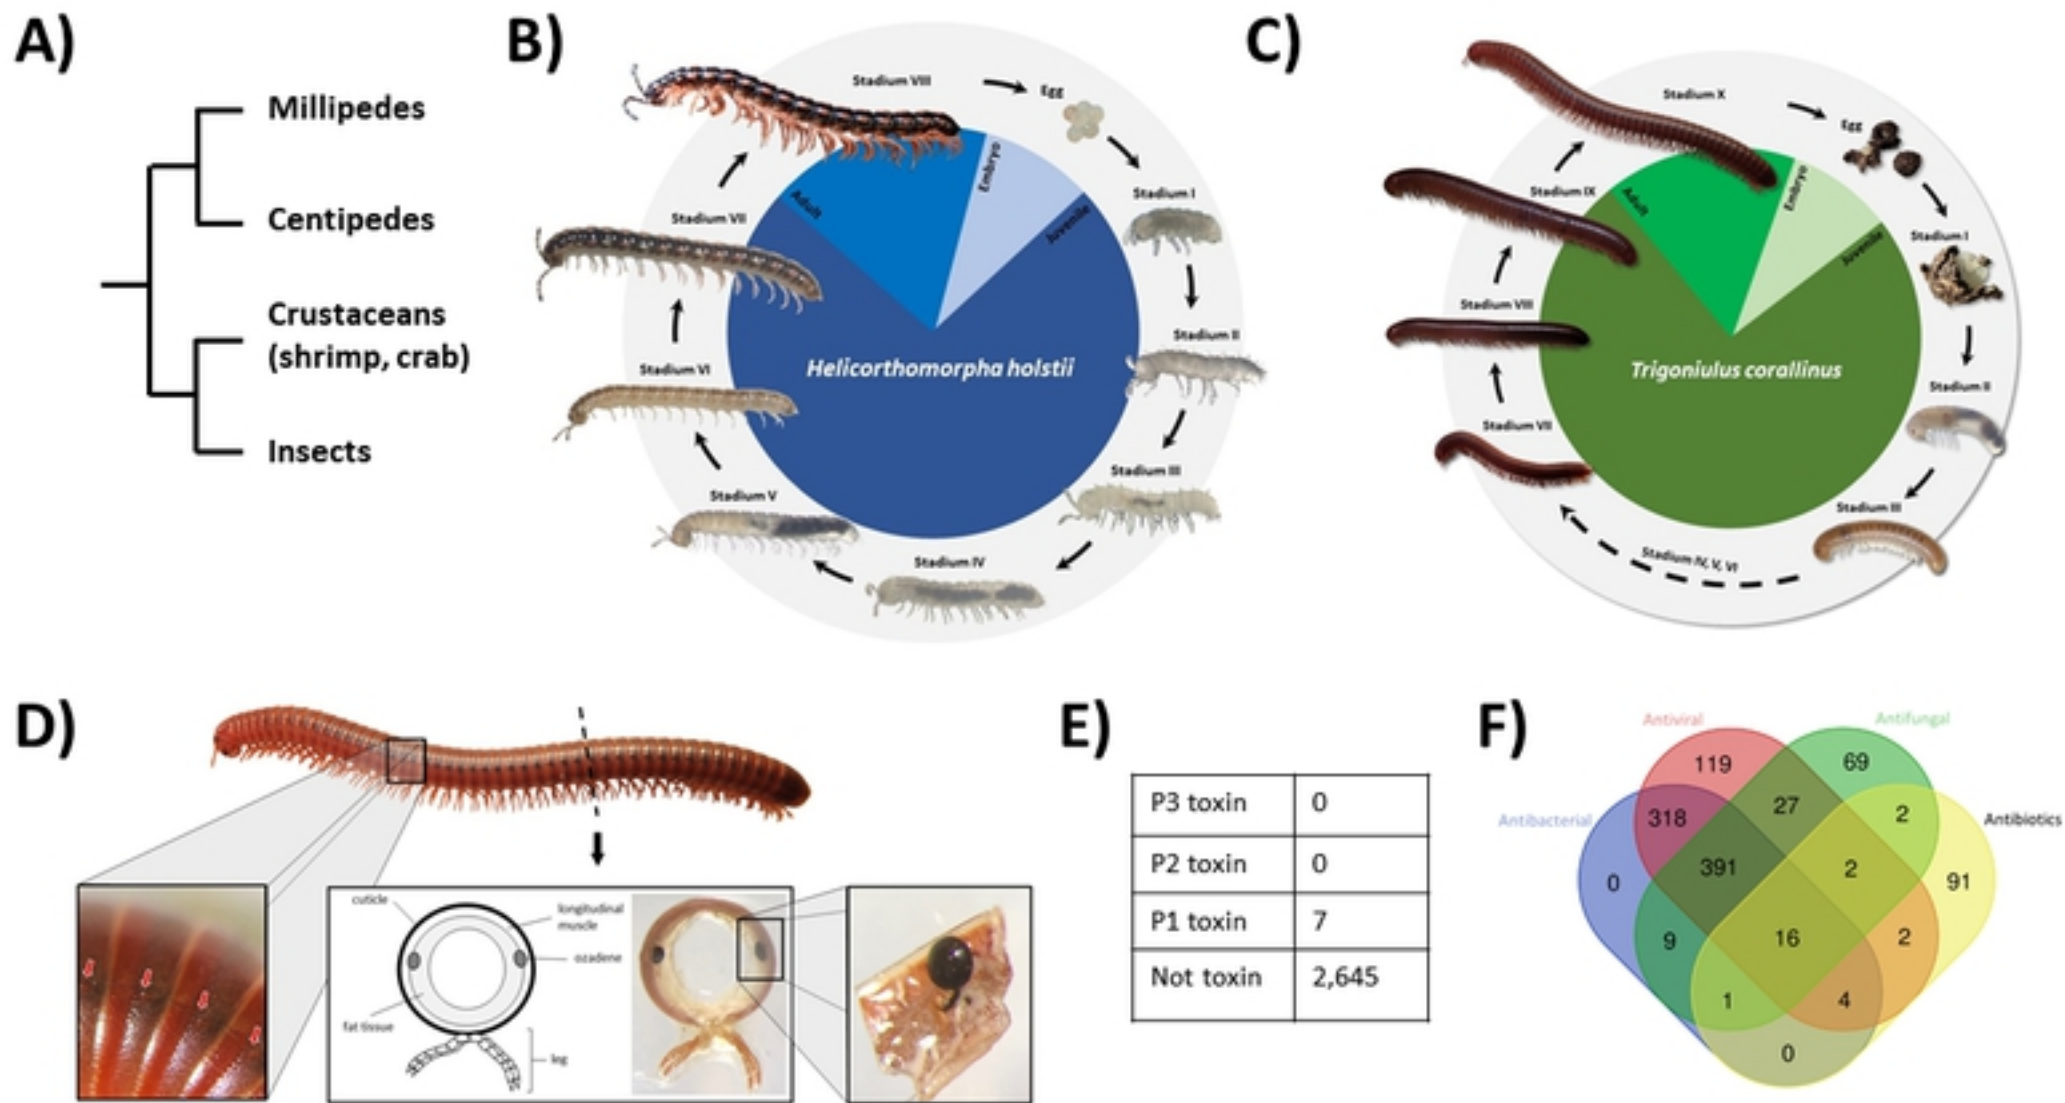 A)
Millipedes
Centipedes
Crustaceans
(shrimp, crab)
Insects
B)
Stadium VIII
Egg
Stadium I
Stadium II
Stadium III
Stadium IV
Stadium V
Stadium VI
Stadium VII
Adult
Embryo
Juvenile
Helicorthomorpha holstii
C)
Stadium X
Egg
Stadium I
Stadium II
Stadium III
Stadium IV, V, VI
Stadium VII
Stadium VIII
Stadium IX
Adult
Embryo
Juvenile
Trigoniulus corallinus
D)
cuticle
longitudinal
muscle
ozadene
fat tissue
leg
E)
P3 toxin 0
P2 toxin 0
P1 toxin 7
Not toxin 2,645
F)
Antiviral
Antifungal
Antibacterial
Antibiotics
119
69
318
27
2
391
2
0
91
9
16
2
1
4
0